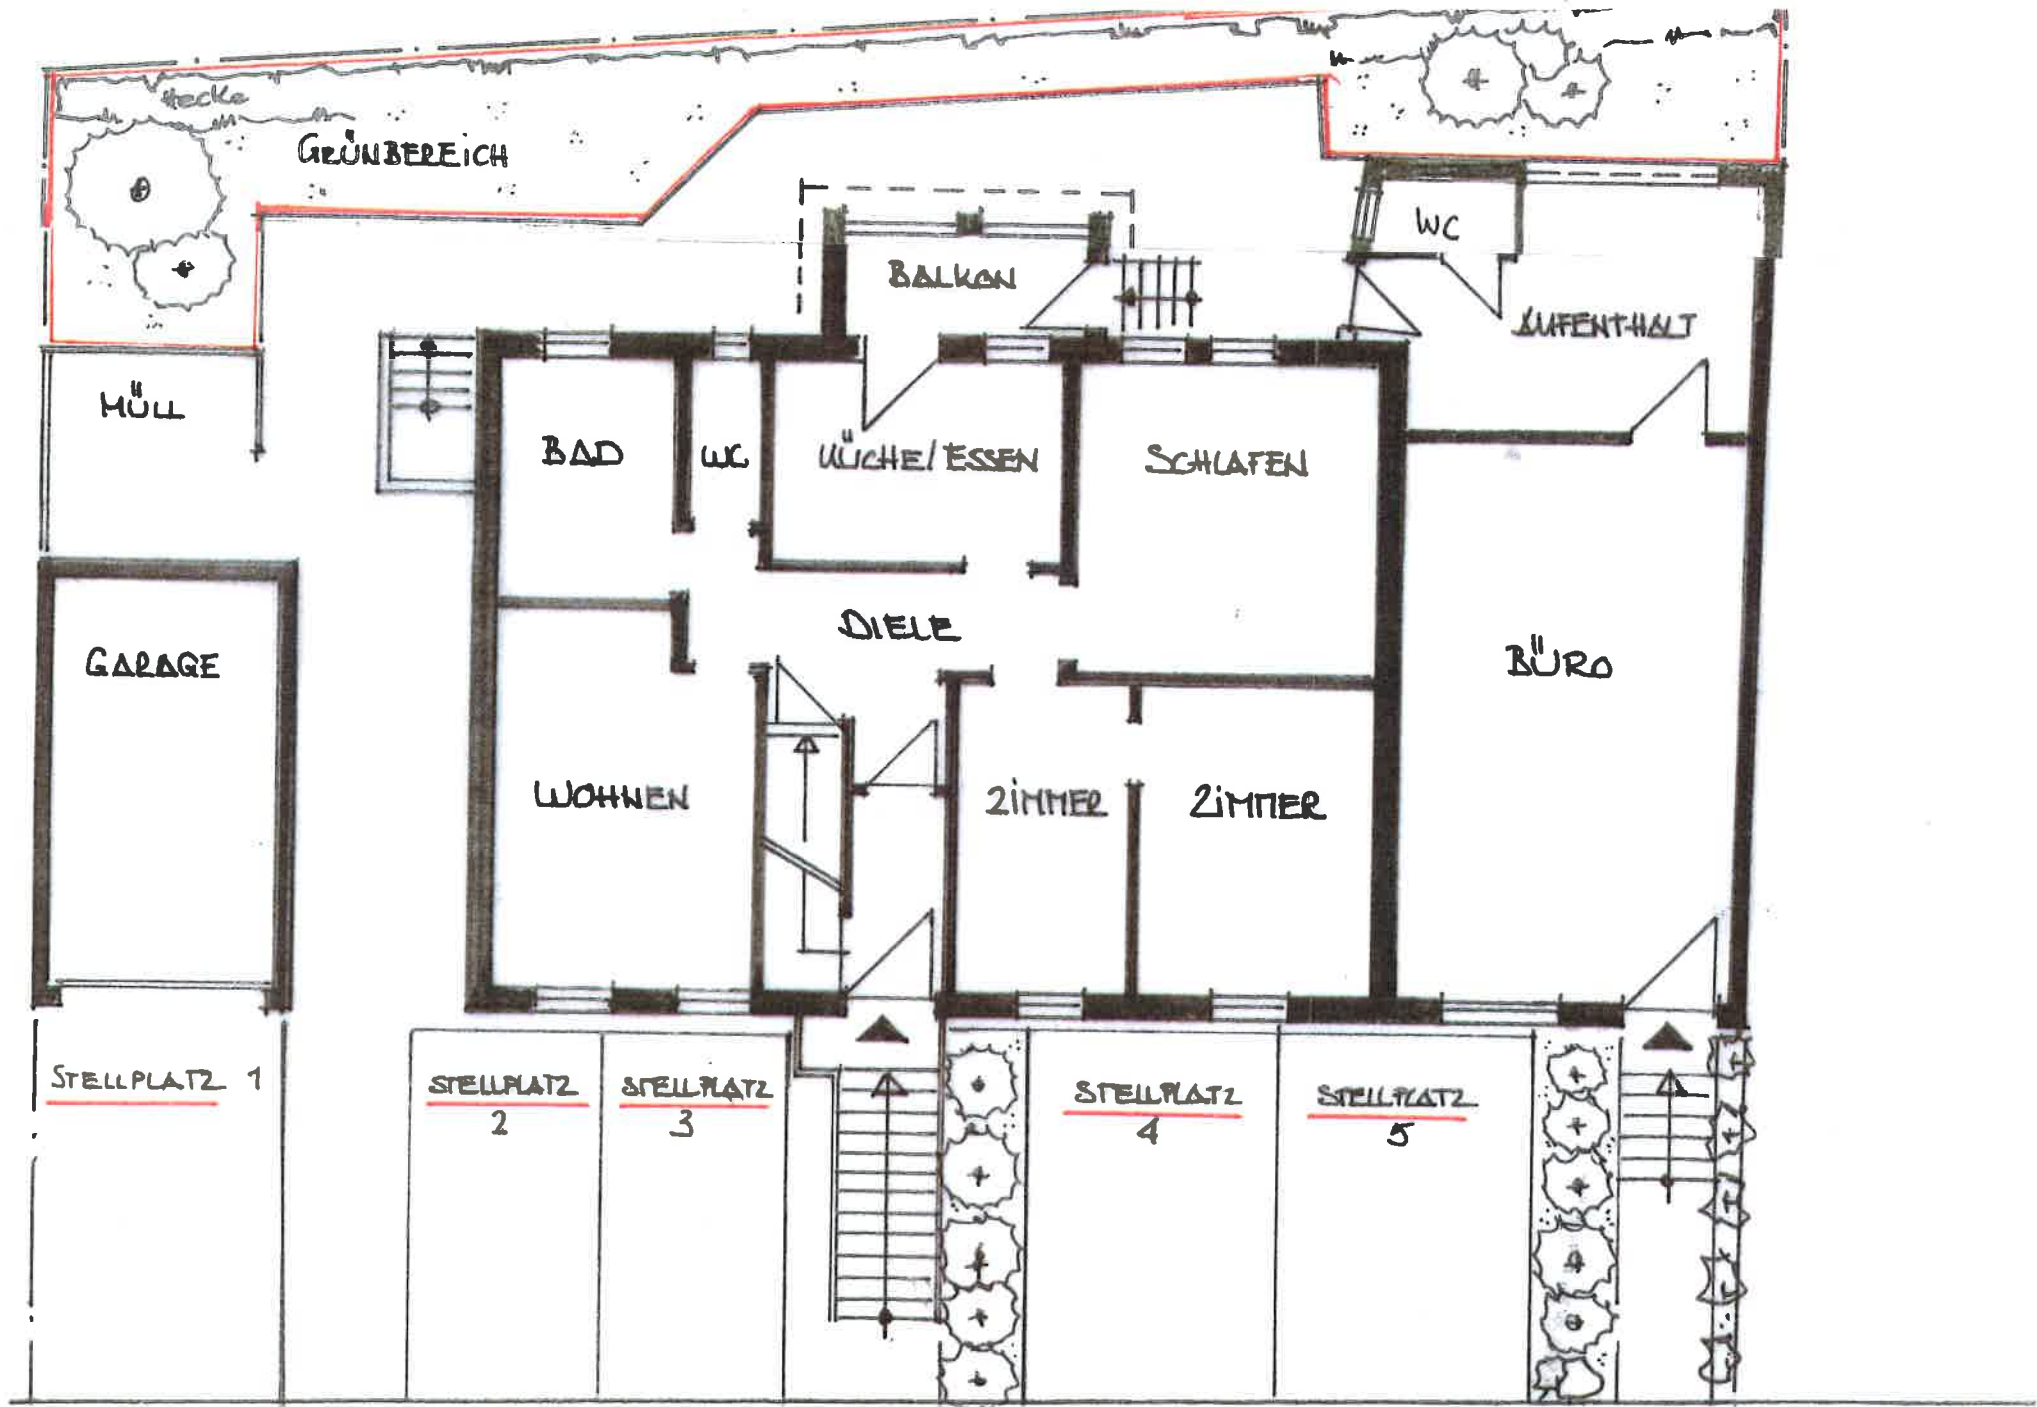 Hecke
GRÜNBEREICH
WC
BALKON
AUFENTHALT
MÜLL
BAD
WC
KÜCHE/ESSEN
SCHLAFEN
DIELE
GARAGE
BÜRO
WOHNEN
ZIMMER
ZIMMER
STELLPLATZ 1
STELLPLATZ
2
STELLPLATZ
3
STELLPLATZ
4
STELLPLATZ
5